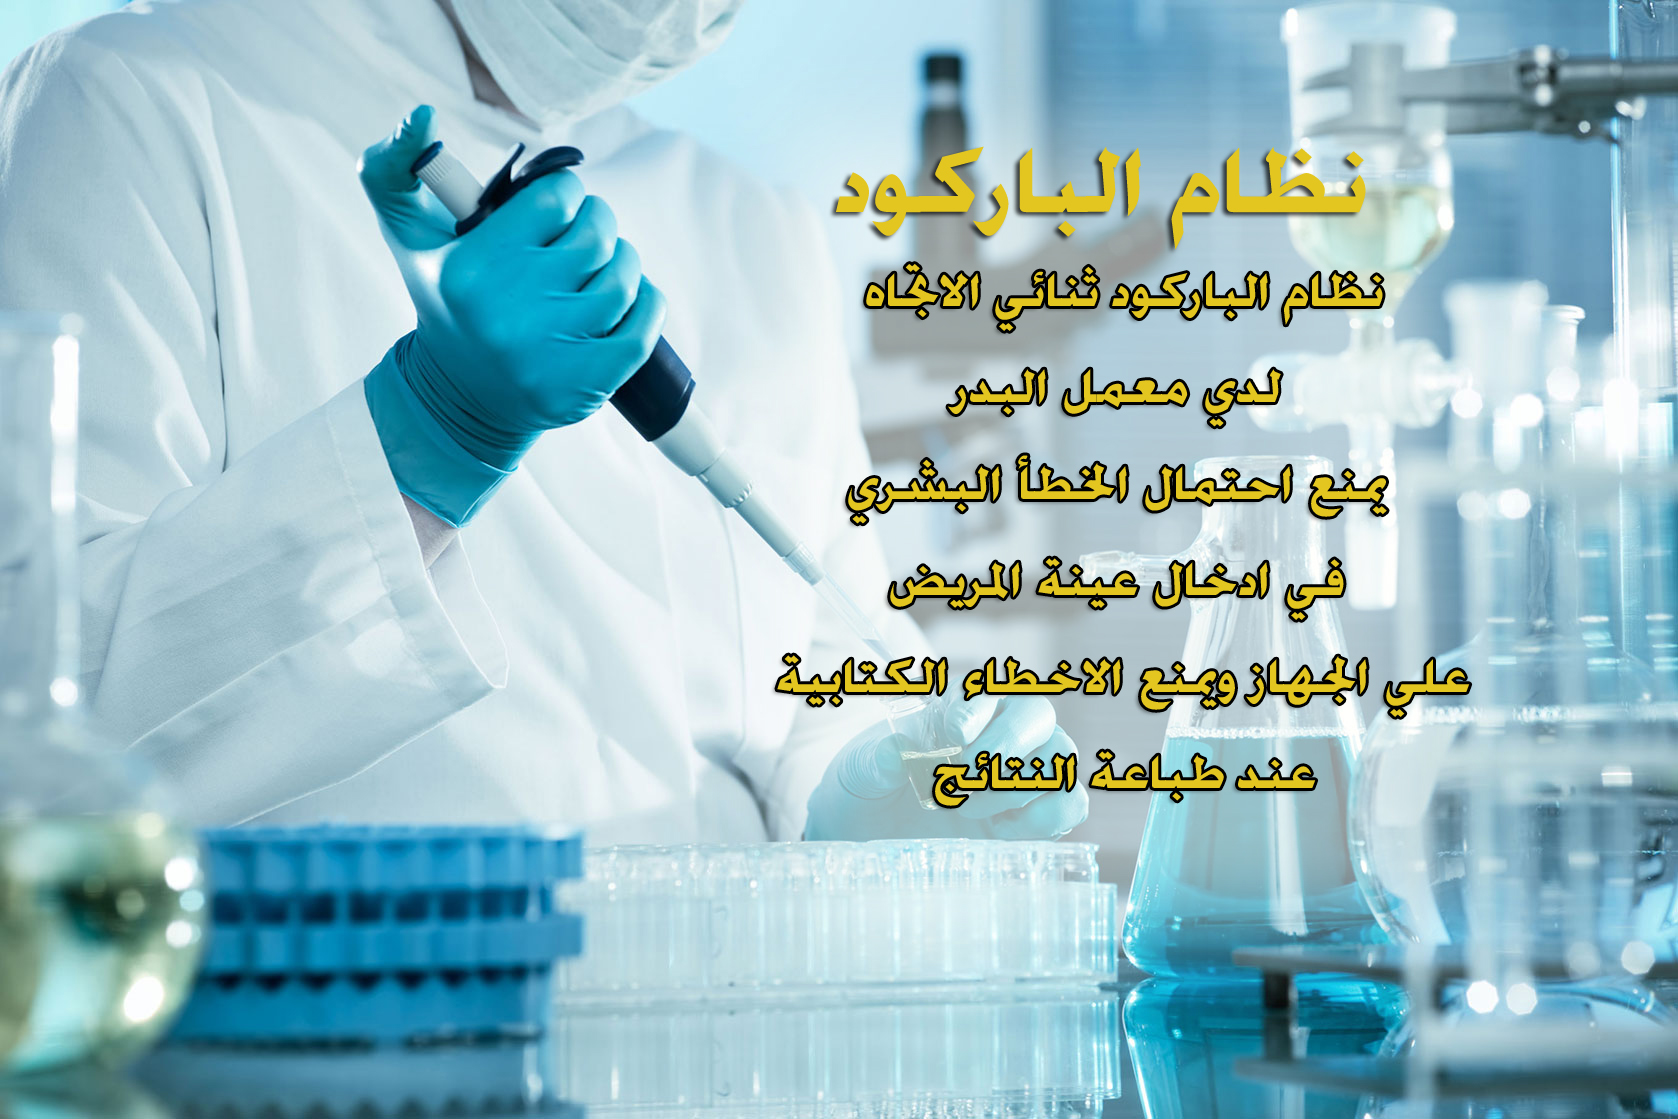 نظام الباركود
نظام الباركود ثنائي الاتجاه
لدي معمل البدر
يمنع احتمال الخطأ البشري
في ادخال عينة المريض
علي الجهاز ويمنع الاخطاء الكتابية
عند طباعة النتائج